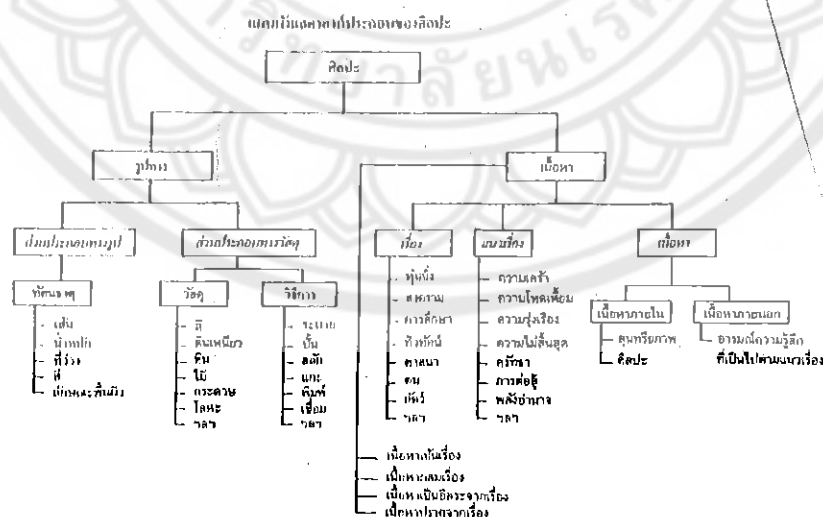 แผนภูมิแสดงองค์ประกอบของศิลปะ
ศิลปะ
รูปทรง
เนื้อหา
ส่วนประกอบทางรูป
ส่วนประกอบทางวัสดุ
เรื่อง
แนวเรื่อง
เนื้อหา
ทัศนธาตุ
วัสดุ
วิธีการ
เนื้อหาภายใน
เนื้อหาภายนอก
- เส้น
- น้ำหนัก
- ที่ว่าง
- สี
- ลักษณะพื้นผิว
- สี
- ดินเหนียว
- หิน
- ไม้
- กระดาษ
- โลหะ
- ฯลฯ
- ระบาย
- ปั้น
- สลัก
- แกะ
- พิมพ์
- เชื่อม
- ฯลฯ
- หุ่นนิ่ง
- สงคราม
- การศึกษา
- ทิวทัศน์
- ศาสนา
- คน
- สัตว์
- ฯลฯ
- ความเศร้า
- ความโหดเหี้ยม
- ความรุ่งเรือง
- ความไม่สิ้นสุด
- ศรัทธา
- การต่อสู้
- พลังอำนาจ
- ฯลฯ
- สุนทรียภาพ
- ศิลปะ
- อารมณ์ความรู้สึก
ที่เป็นไปตามแนวเรื่อง
- เนื้อหาเน้นเรื่อง
- เนื้อหาผสมเรื่อง
- เนื้อหาเป็นอิสระจากเรื่อง
- เนื้อหาปราศจากเรื่อง